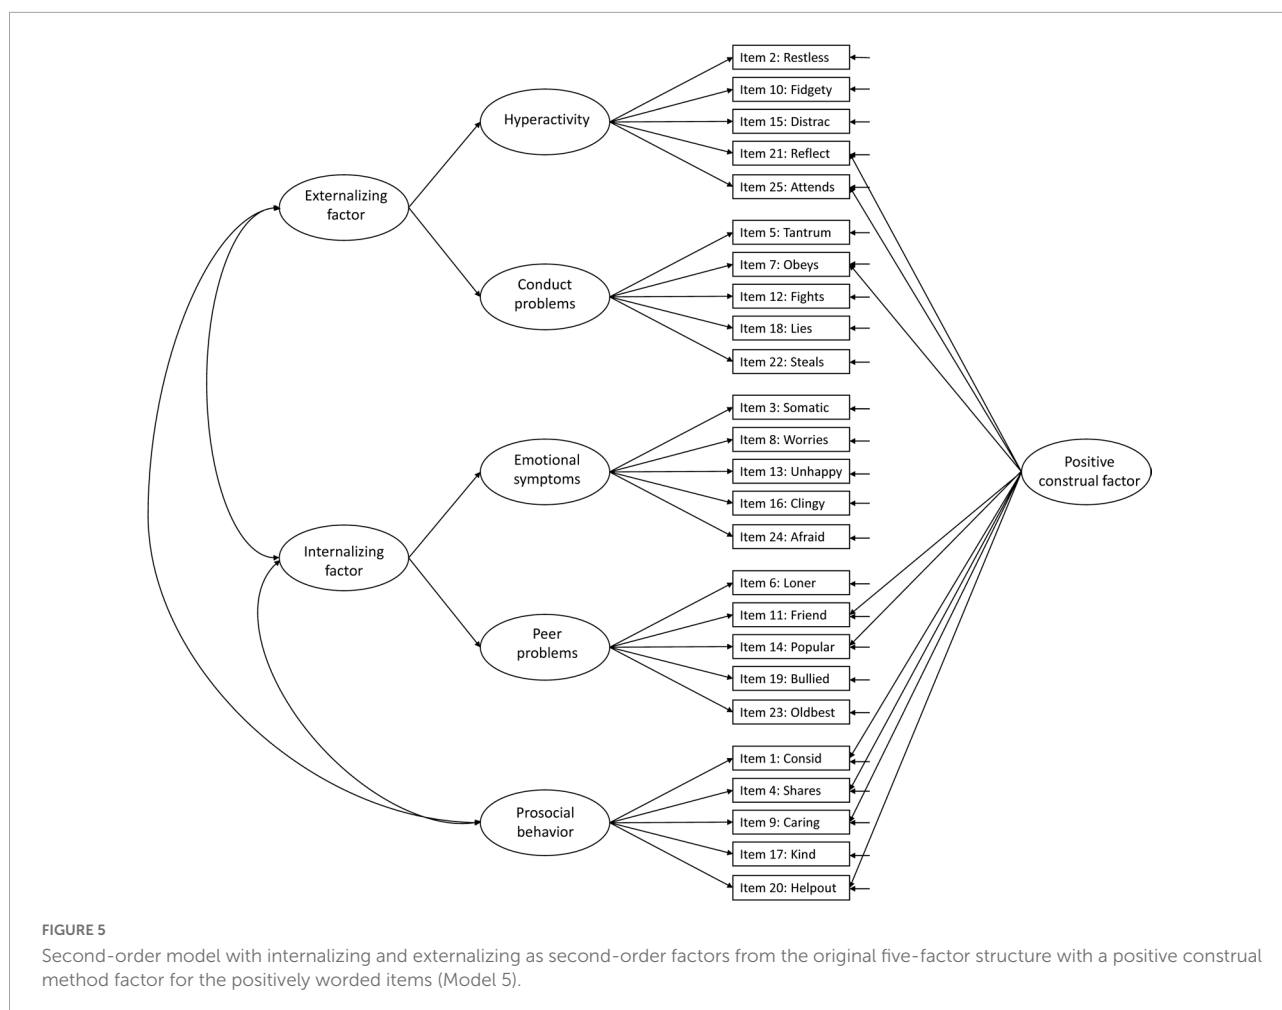 Item 2: Restless
Item 10: Fidgety
Hyperactivity
Item 15: Distrac
Item 21: Reflect
Item 25: Attends
Externalizing
factor
Item 5: Tantrum
Item 7: Obeys
Conduct
problems
Item 12: Fights
Item 18: Lies
Item 22: Steals
Item 3: Somatic
Item 8: Worries
Emotional
symptoms
Item 13: Unhappy
Item 16: Clingy
Item 24: Afraid
Positive
construal factor
Internalizing
factor
Item 6: Loner
Item 11: Friend
Peer
problems
Item 14: Popular
Item 19: Bullied
Item 23: Oldbest
Item 1: Consid
Item 4: Shares
Prosocial
behavior
Item 9: Caring
Item 17: Kind
Item 20: Helpout
FIGURE 5
Second-order model with internalizing and externalizing as second-order factors from the original five-factor structure with a positive construal
method factor for the positively worded items (Model 5).